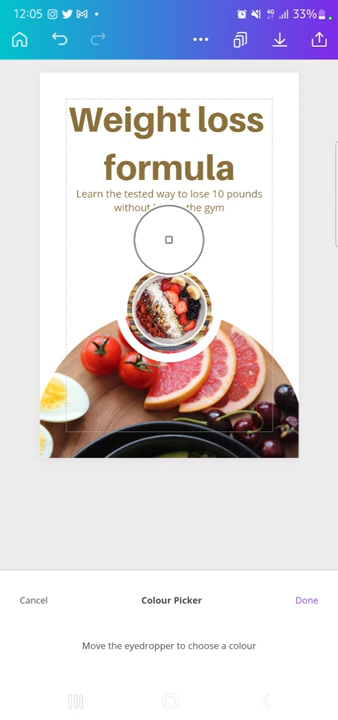 12:05
4G
33%
Weight loss
formula
Learn the tested way to lose 10 pounds
without the gym
Cancel
Colour Picker
Done
Move the eyedropper to choose a colour